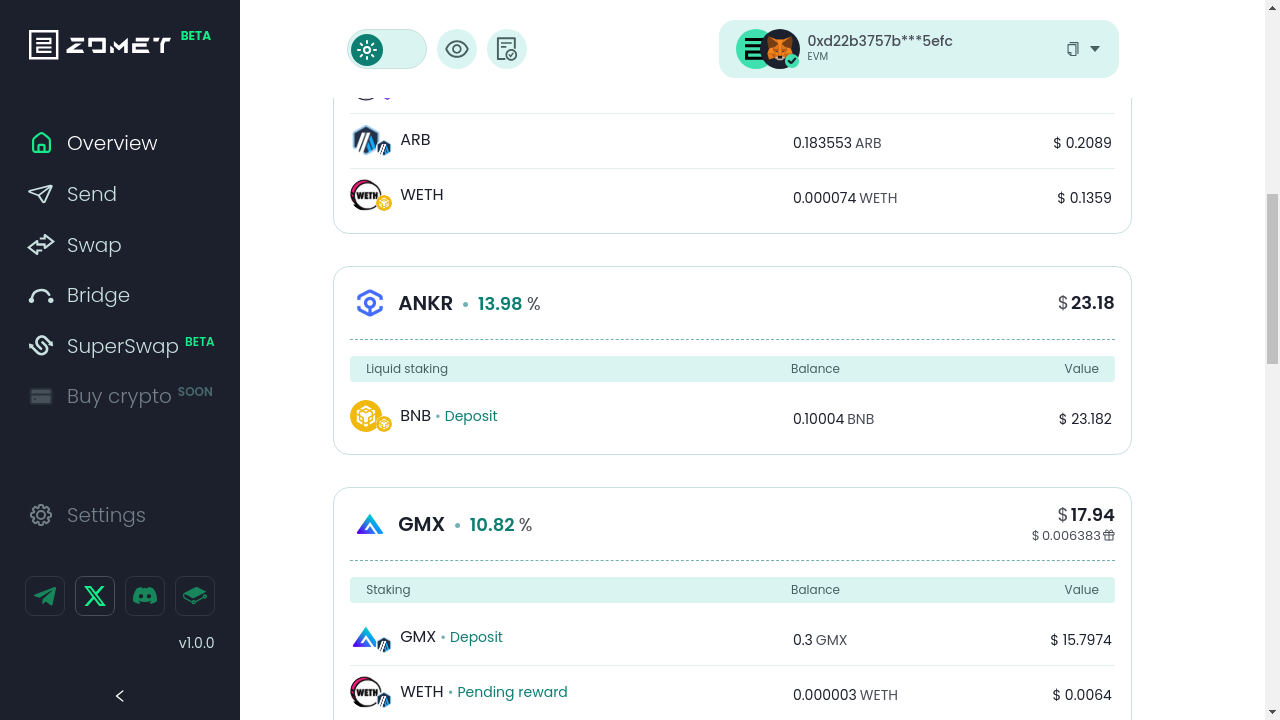 ZOMET BETA
Overview
Send
Swap
Bridge
SuperSwap BETA
Buy crypto SOON
Settings
v1.0.0
0xd22b3757b***5efc
EVM
ARB 0.183553 ARB $ 0.2089
WETH 0.000074 WETH $ 0.1359
ANKR • 13.98 % $ 23.18
Liquid staking Balance Value
BNB • Deposit 0.10004 BNB $ 23.182
GMX • 10.82 % $ 17.94
$ 0.006383
Staking Balance Value
GMX • Deposit 0.3 GMX $ 15.7974
WETH • Pending reward 0.000003 WETH $ 0.0064